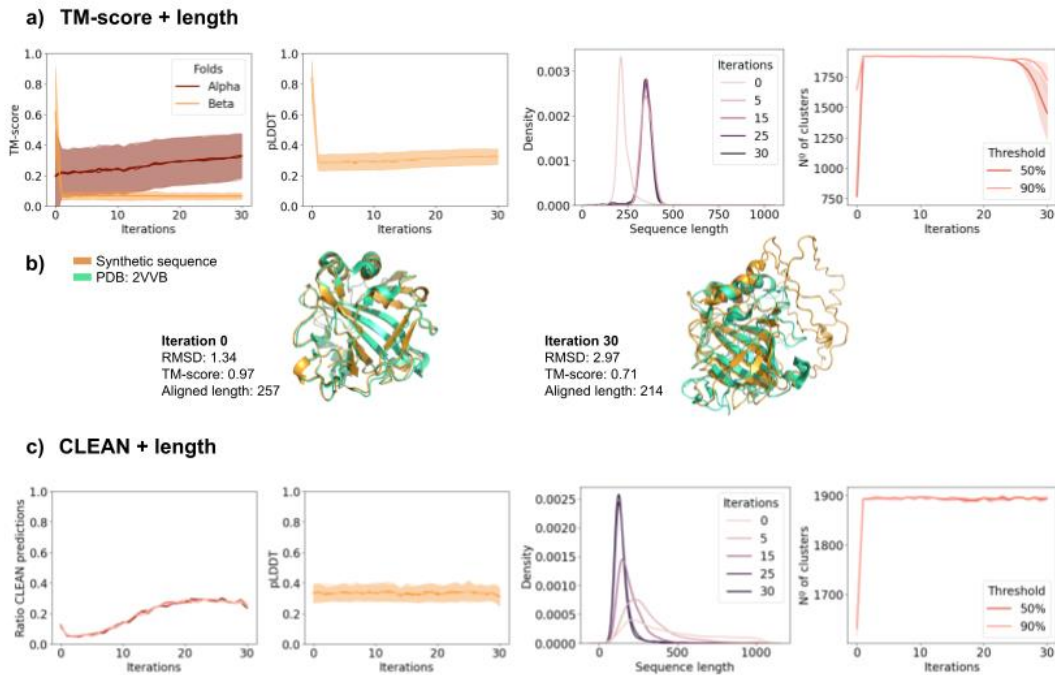 a) TM-score + length
TM-score
1.0
0.8
0.6
0.4
0.2
0.0
0
10
20
30
Iterations
Folds
Alpha
Beta
pLDDT
1.0
0.8
0.6
0.4
0.2
0.0
0
10
20
30
Iterations
Density
0.003
0.002
0.001
0.000
0
250
500
750
1000
Sequence length
Iterations
0
5
15
25
30
Nº of clusters
1750
1500
1250
1000
750
0
10
20
30
Iterations
Threshold
50%
90%
b)
Synthetic sequence
PDB: 2VVB
Iteration 0
RMSD: 1.34
TM-score: 0.97
Aligned length: 257
Iteration 30
RMSD: 2.97
TM-score: 0.71
Aligned length: 214
c) CLEAN + length
Ratio CLEAN predictions
1.0
0.8
0.6
0.4
0.2
0.0
0
10
20
30
Iterations
pLDDT
1.0
0.8
0.6
0.4
0.2
0.0
0
10
20
30
Iterations
Density
0.0025
0.0020
0.0015
0.0010
0.0005
0.0000
0
500
1000
Sequence length
Iterations
0
5
15
25
30
Nº of clusters
1900
1800
1700
0
10
20
30
Iterations
Threshold
50%
90%